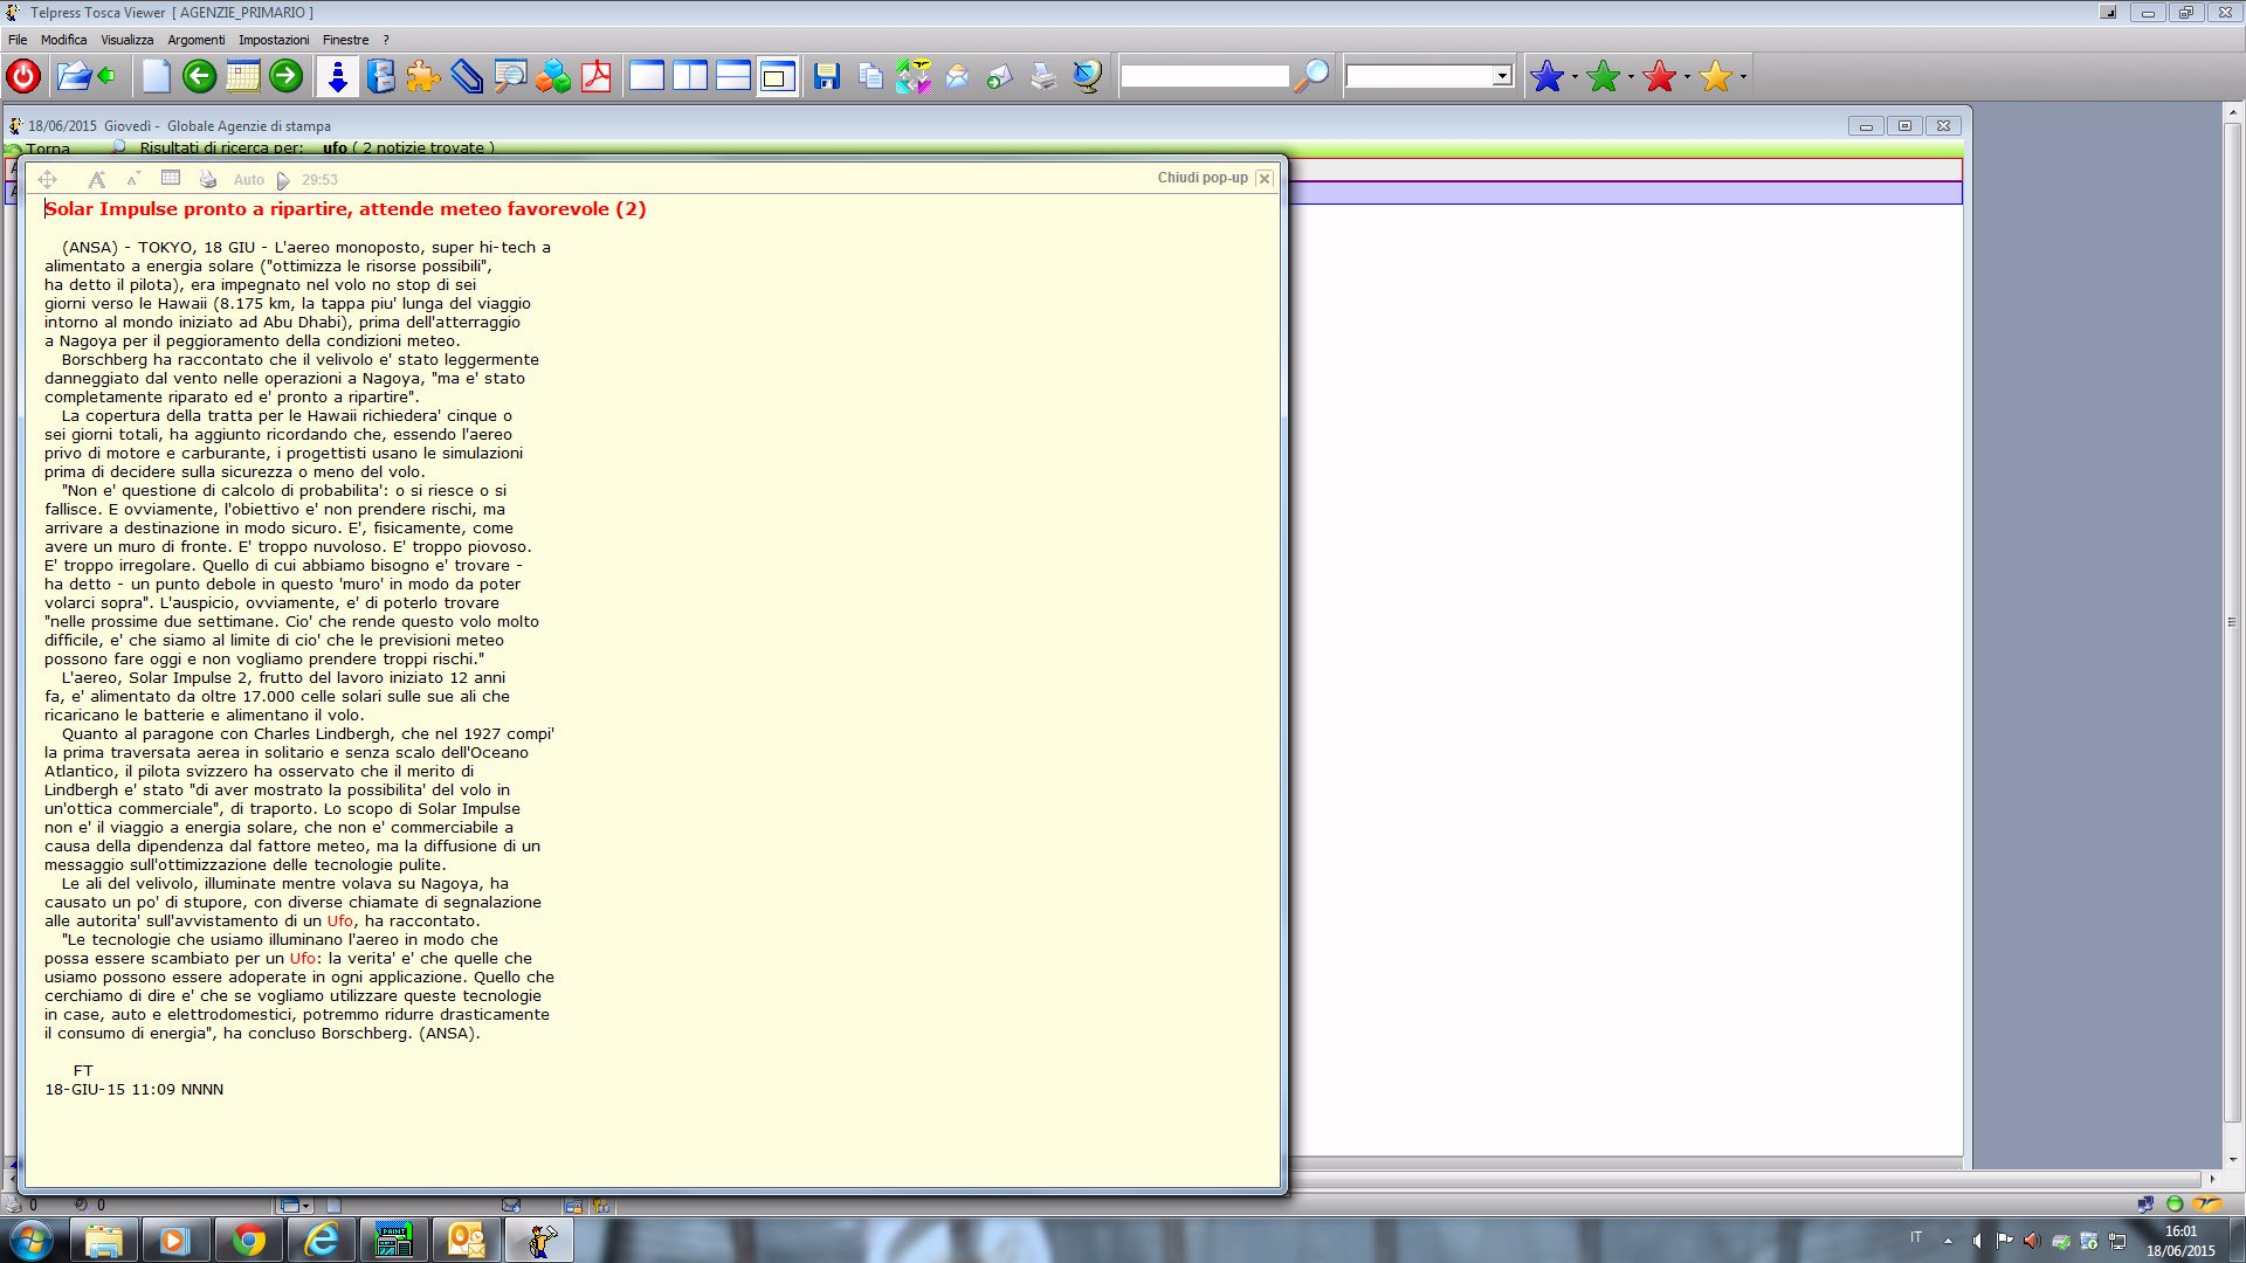 Telpress Tosca Viewer [ AGENZIE_PRIMARIO ]
File Modifica Visualizza Argomenti Impostazioni Finestre ?
18/06/2015 Giovedì - Globale Agenzie di stampa
Torna Risultati di ricerca per: ufo ( 2 notizie trovate )
Auto 29:53 Chiudi pop-up
Solar Impulse pronto a ripartire, attende meteo favorevole (2)
(ANSA) - TOKYO, 18 GIU - L'aereo monoposto, super hi-tech a
alimentato a energia solare ("ottimizza le risorse possibili",
ha detto il pilota), era impegnato nel volo no stop di sei
giorni verso le Hawaii (8.175 km, la tappa piu' lunga del viaggio
intorno al mondo iniziato ad Abu Dhabi), prima dell'atterraggio
a Nagoya per il peggioramento della condizioni meteo.
Borschberg ha raccontato che il velivolo e' stato leggermente
danneggiato dal vento nelle operazioni a Nagoya, "ma e' stato
completamente riparato ed e' pronto a ripartire".
La copertura della tratta per le Hawaii richiedera' cinque o
sei giorni totali, ha aggiunto ricordando che, essendo l'aereo
privo di motore e carburante, i progettisti usano le simulazioni
prima di decidere sulla sicurezza o meno del volo.
"Non e' questione di calcolo di probabilita': o si riesce o si
fallisce. E ovviamente, l'obiettivo e' non prendere rischi, ma
arrivare a destinazione in modo sicuro. E', fisicamente, come
avere un muro di fronte. E' troppo nuvoloso. E' troppo piovoso.
E' troppo irregolare. Quello di cui abbiamo bisogno e' trovare -
ha detto - un punto debole in questo 'muro' in modo da poter
volarci sopra". L'auspicio, ovviamente, e' di poterlo trovare
"nelle prossime due settimane. Cio' che rende questo volo molto
difficile, e' che siamo al limite di cio' che le previsioni meteo
possono fare oggi e non vogliamo prendere troppi rischi."
L'aereo, Solar Impulse 2, frutto del lavoro iniziato 12 anni
fa, e' alimentato da oltre 17.000 celle solari sulle sue ali che
ricaricano le batterie e alimentano il volo.
Quanto al paragone con Charles Lindbergh, che nel 1927 compi'
la prima traversata aerea in solitario e senza scalo dell'Oceano
Atlantico, il pilota svizzero ha osservato che il merito di
Lindbergh e' stato "di aver mostrato la possibilita' del volo in
un'ottica commerciale", di traporto. Lo scopo di Solar Impulse
non e' il viaggio a energia solare, che non e' commerciabile a
causa della dipendenza dal fattore meteo, ma la diffusione di un
messaggio sull'ottimizzazione delle tecnologie pulite.
Le ali del velivolo, illuminate mentre volava su Nagoya, ha
causato un po' di stupore, con diverse chiamate di segnalazione
alle autorita' sull'avvistamento di un Ufo, ha raccontato.
"Le tecnologie che usiamo illuminano l'aereo in modo che
possa essere scambiato per un Ufo: la verita' e' che quelle che
usiamo possono essere adoperate in ogni applicazione. Quello che
cerchiamo di dire e' che se vogliamo utilizzare queste tecnologie
in case, auto e elettrodomestici, potremmo ridurre drasticamente
il consumo di energia", ha concluso Borschberg. (ANSA).
FT
18-GIU-15 11:09 NNNN
0 0
IT 16:01
18/06/2015